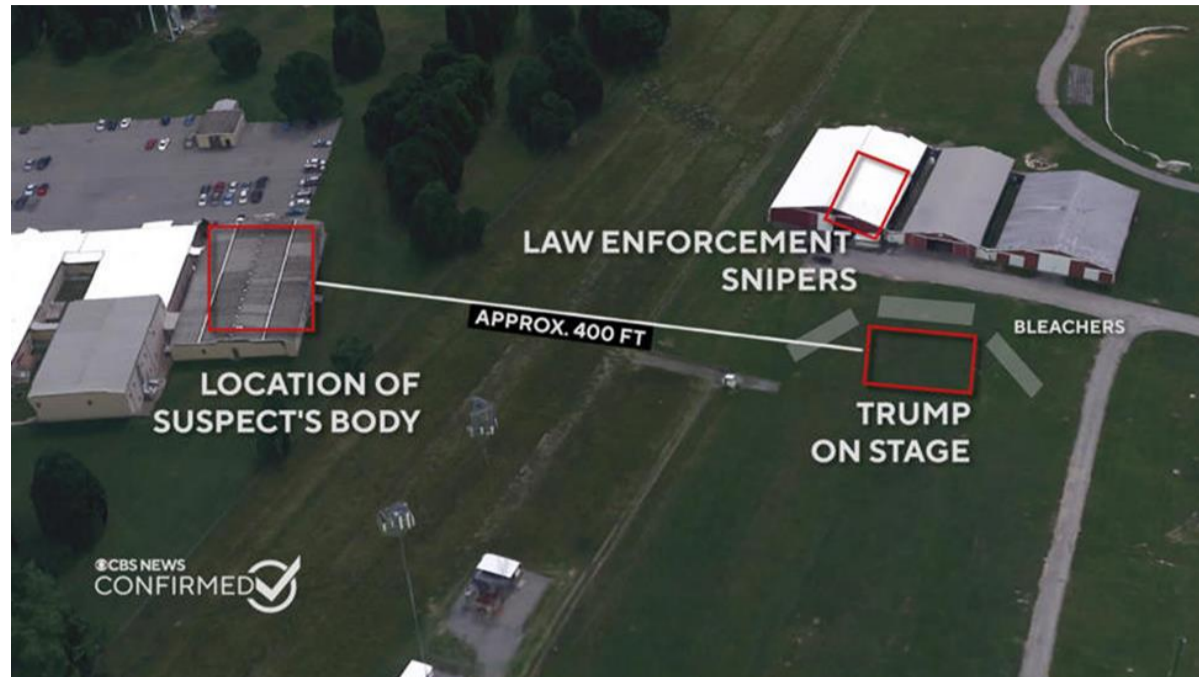 LAW ENFORCEMENT
SNIPERS
APPROX. 400 FT
BLEACHERS
LOCATION OF
SUSPECT'S BODY
TRUMP
ON STAGE
CBS NEWS
CONFIRMED